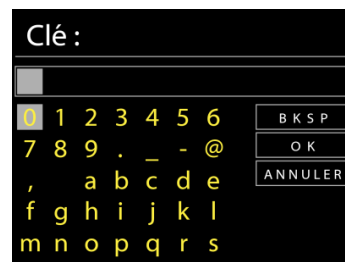 Clé :
0 1 2 3 4 5 6
BKSP
7 8 9 . _ - @
OK
, a b c d e
ANNULER
f g h i j k l
m n o p q r s